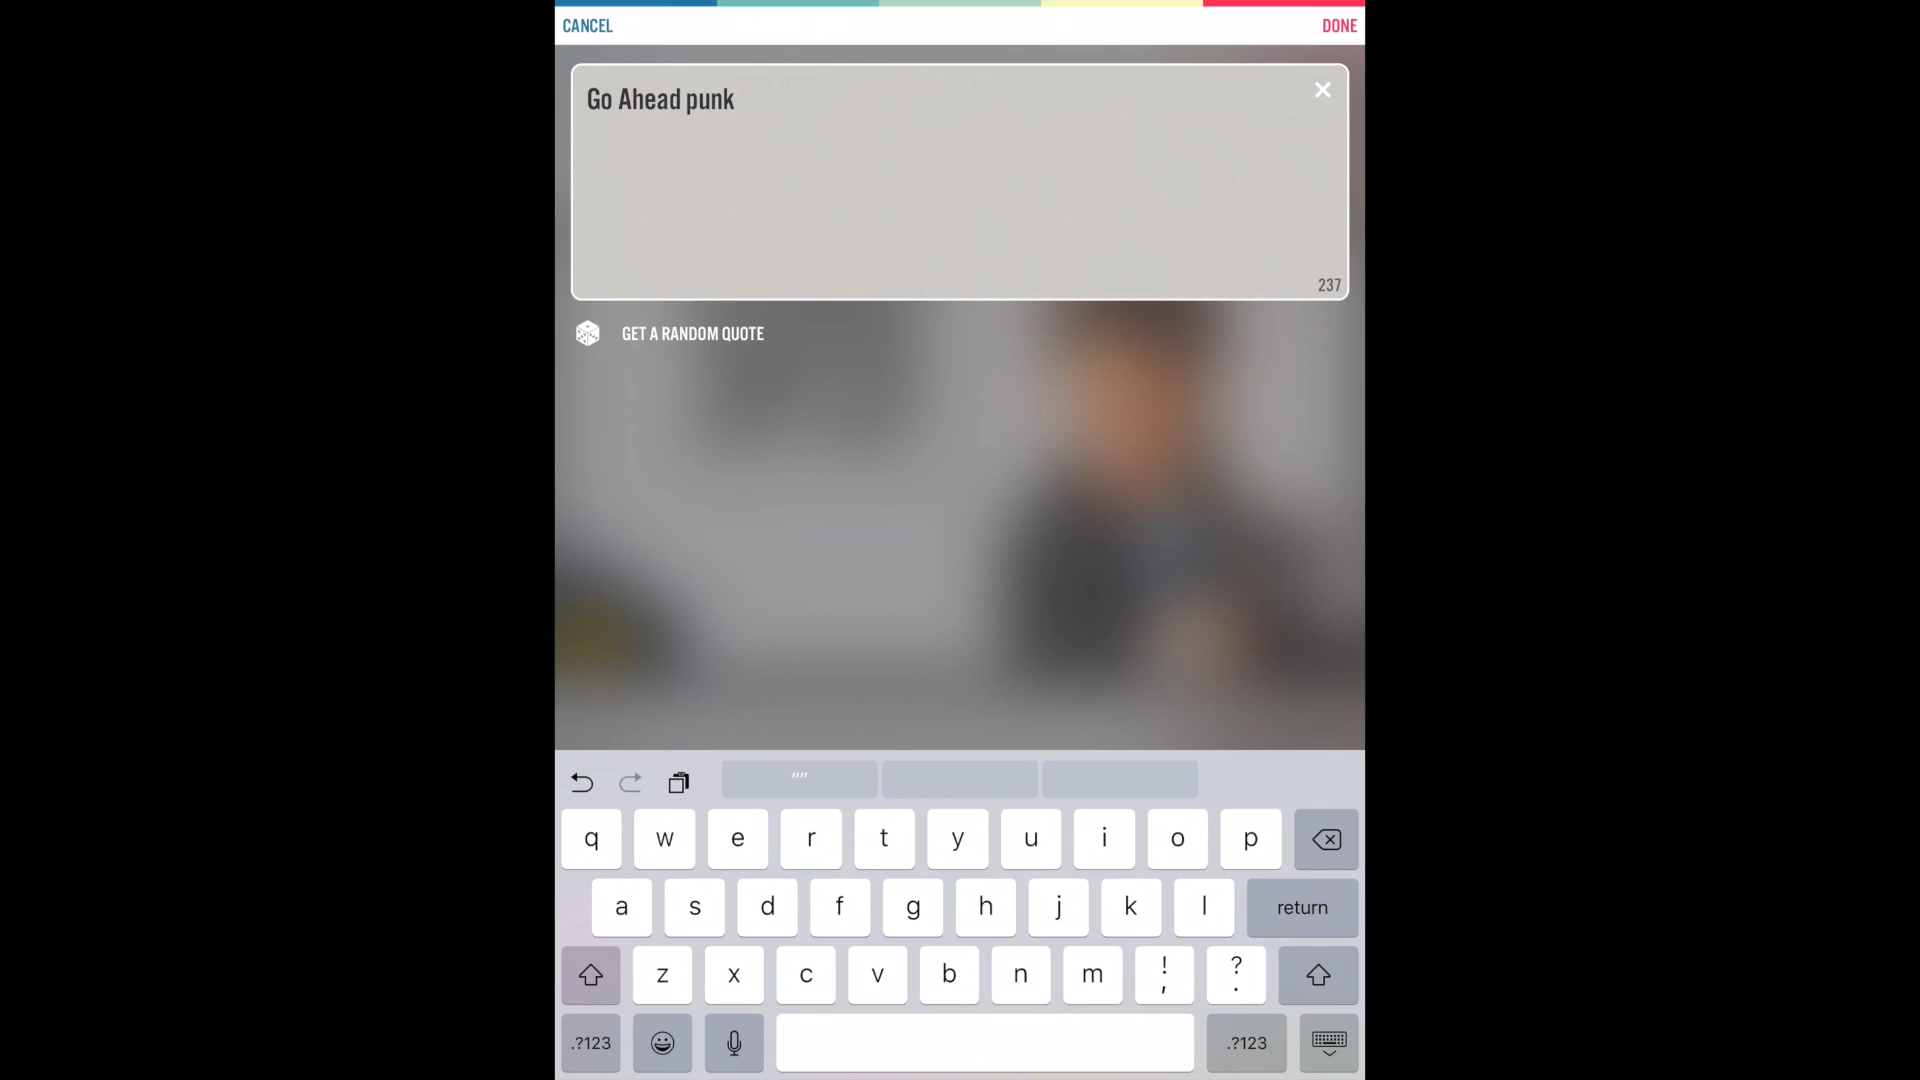 CANCEL DONE
Go Ahead punk
237
GET A RANDOM QUOTE
“”
q w e r t y u i o p
a s d f g h j k l return
z x c v b n m ! , ? .
.?123 .?123